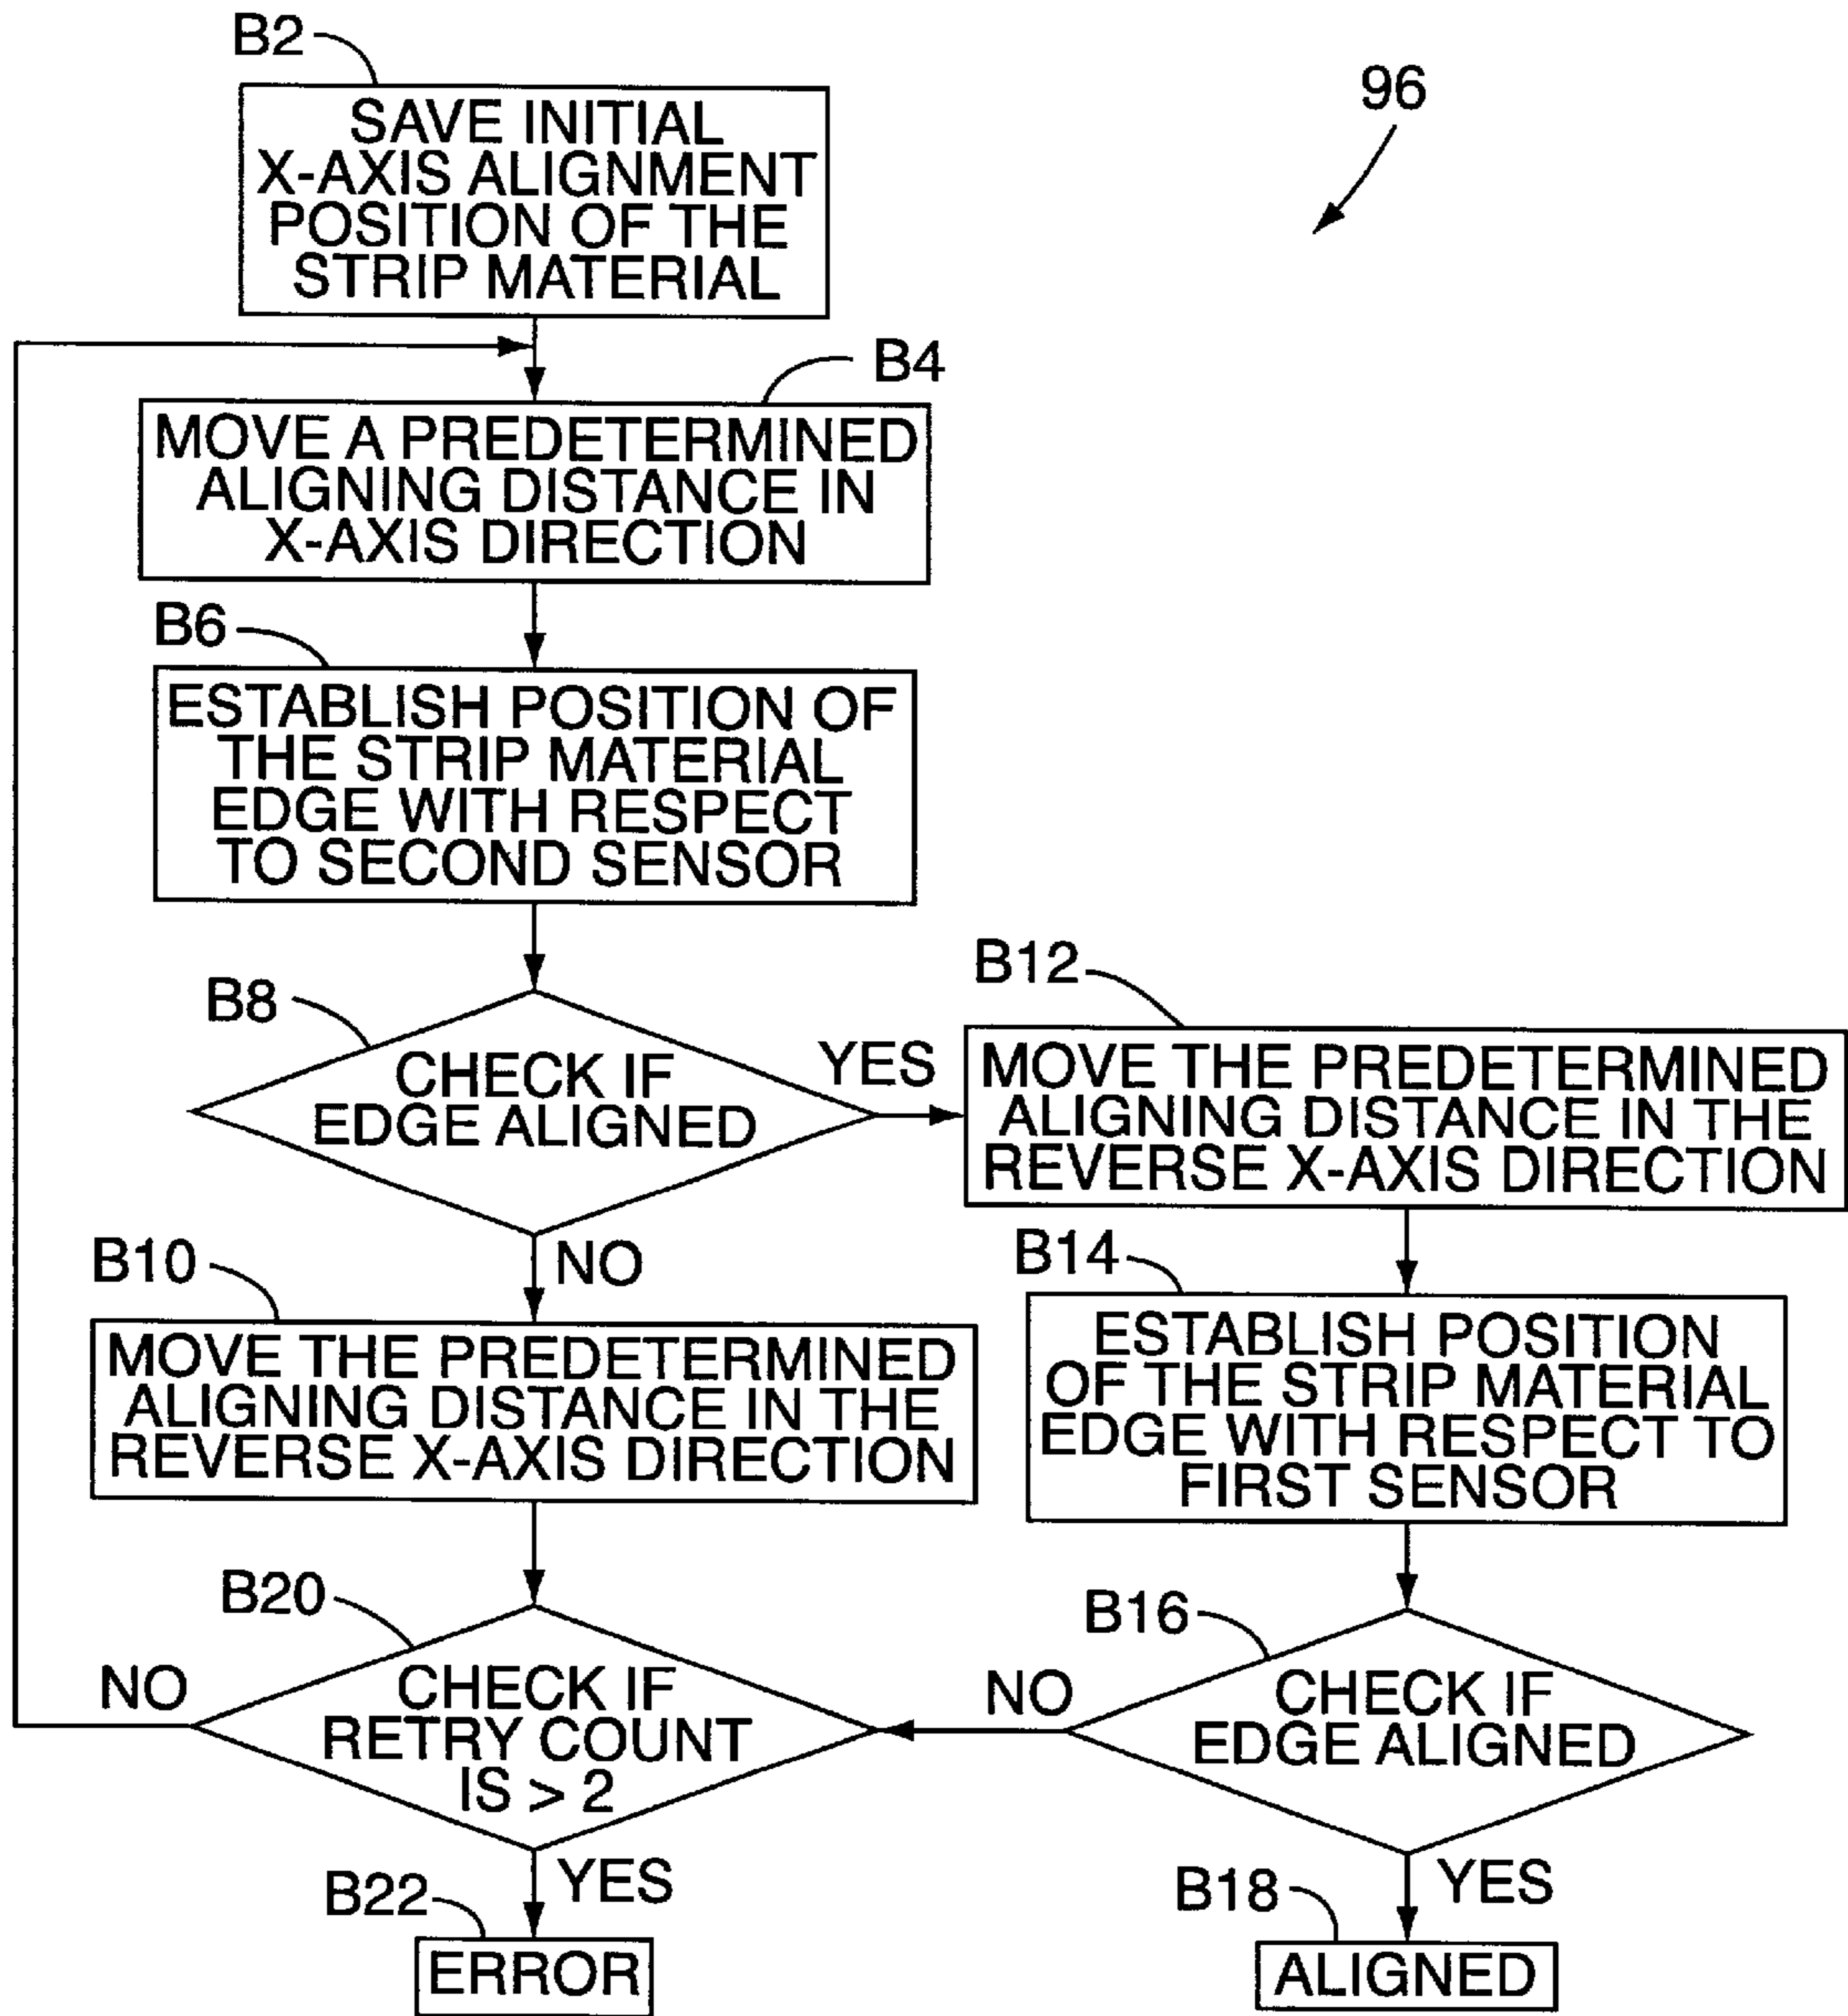 B2
96
SAVE INITIAL
X-AXIS ALIGNMENT
POSITION OF THE
STRIP MATERIAL
B4
MOVE A PREDETERMINED
ALIGNING DISTANCE IN
X-AXIS DIRECTION
B6
ESTABLISH POSITION OF
THE STRIP MATERIAL
EDGE WITH RESPECT
TO SECOND SENSOR
B8
CHECK IF
EDGE ALIGNED
YES
NO
B12
MOVE THE PREDETERMINED
ALIGNING DISTANCE IN THE
REVERSE X-AXIS DIRECTION
B10
MOVE THE PREDETERMINED
ALIGNING DISTANCE IN THE
REVERSE X-AXIS DIRECTION
B14
ESTABLISH POSITION
OF THE STRIP MATERIAL
EDGE WITH RESPECT TO
FIRST SENSOR
B20
CHECK IF
RETRY COUNT
IS > 2
NO
YES
B16
CHECK IF
EDGE ALIGNED
NO
YES
B22
ERROR
B18
ALIGNED